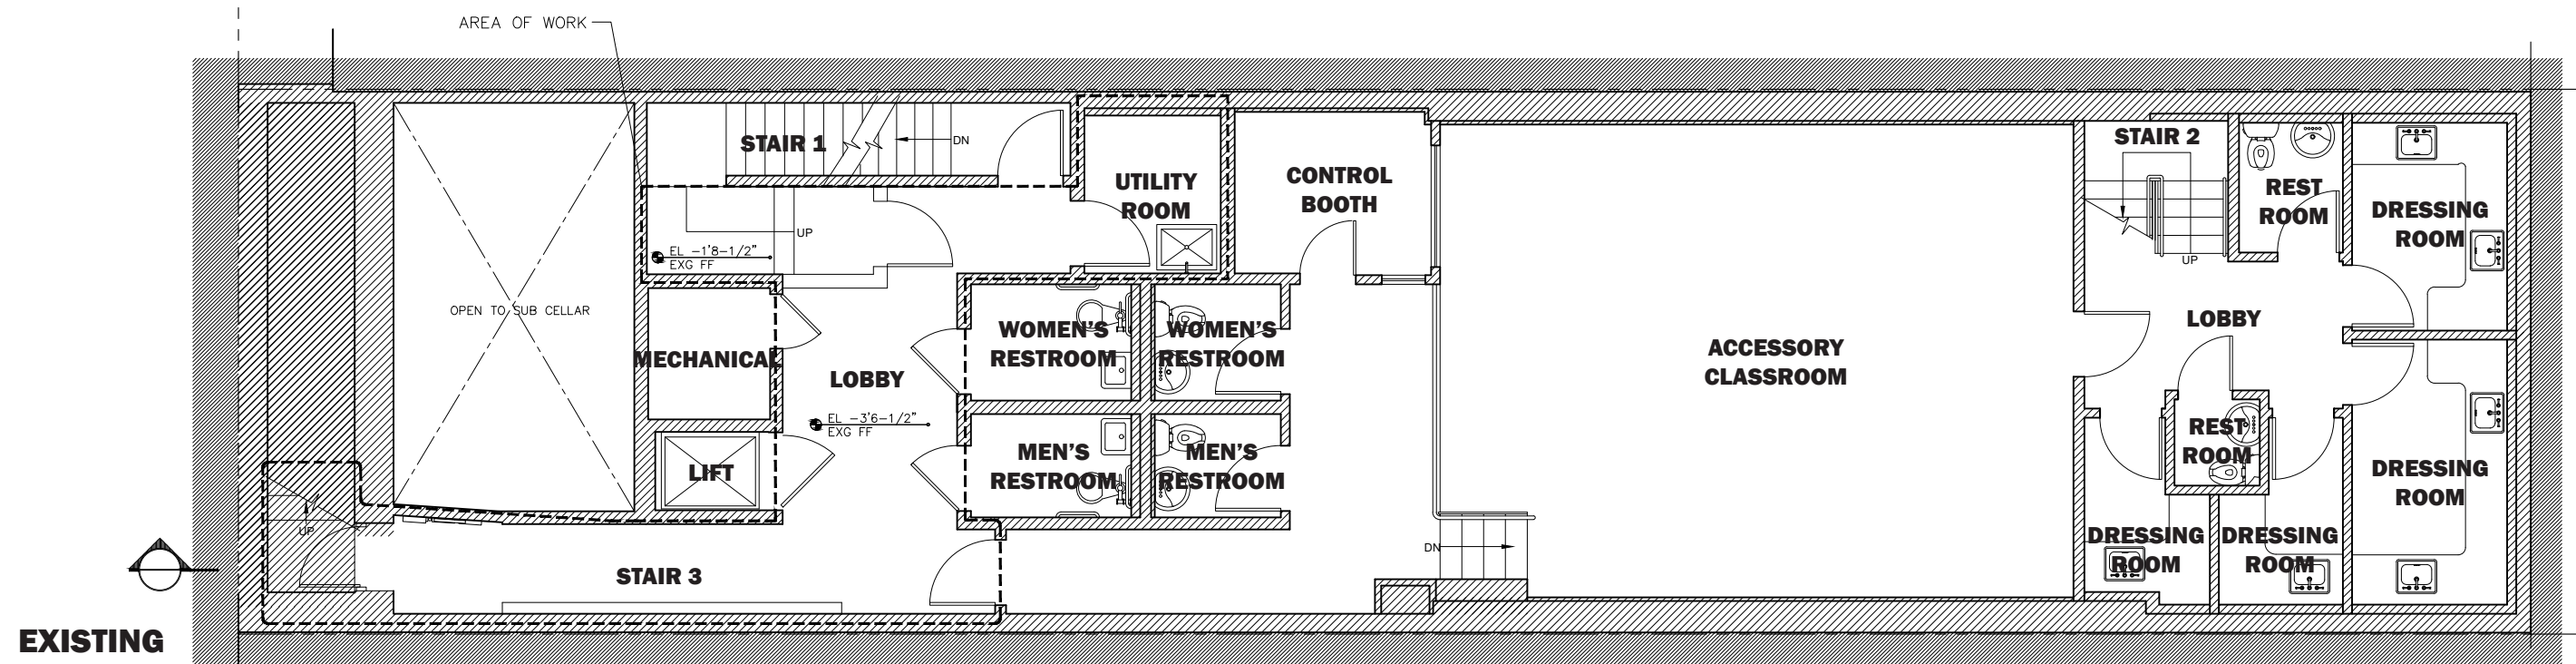 AREA OF WORK
STAIR 1
DN
UTILITY
ROOM
CONTROL
BOOTH
STAIR 2
UP
REST
ROOM
DRESSING
ROOM
UP
EL -1'8-1/2"
EXG FF
OPEN TO SUB CELLAR
MECHANICAL
LOBBY
EL -3'6-1/2"
EXG FF
LIFT
WOMEN'S
RESTROOM
WOMEN'S
RESTROOM
MEN'S
RESTROOM
MEN'S
RESTROOM
ACCESSORY
CLASSROOM
LOBBY
REST
ROOM
DRESSING
ROOM
DRESSING
ROOM
DRESSING
ROOM
UP
STAIR 3
DN
EXISTING